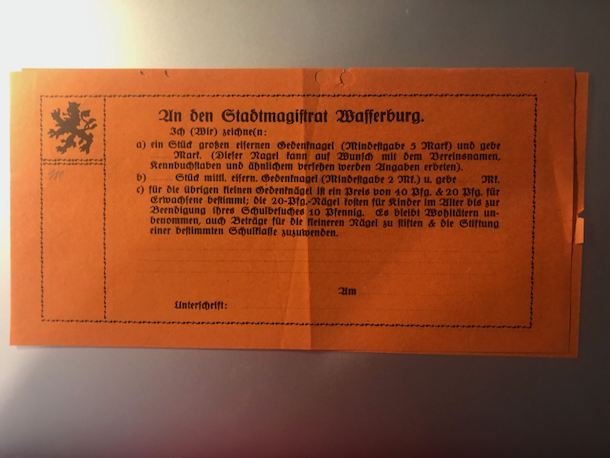 An den Stadtmagistrat Wasserburg.
Ich (Wir) zeichne(n:
a) ein Stück großen eisernen Gedenknagel (Mindestgabe 5 Mark) und gebe
Mark. (Dieser Nagel kann auf Wunsch mit dem Vereinsnamen,
Kennbuchstaben und ähnlichem versehen werden Angaben erbeten).
b) Stück mittl. eisern. Gedenknagel (Mindestgabe 2 Mk.) u. gebe Mk.
c) für die übrigen kleinen Gedenknägel ist ein Preis von 40 Pfg. & 20 Pfg. für
Erwachsene bestimmt; die 20-Pfg.-Nägel kosten für Kinder im Alter bis zur
Beendigung ihres Schulbesuches 10 Pfennig. Es bleibt Wohltätern un-
benommen, auch Beträge für die kleineren Nägel zu stiften & die Stiftung
einer bestimmten Schulklasse zuzuwenden.
Am
Unterschrift: